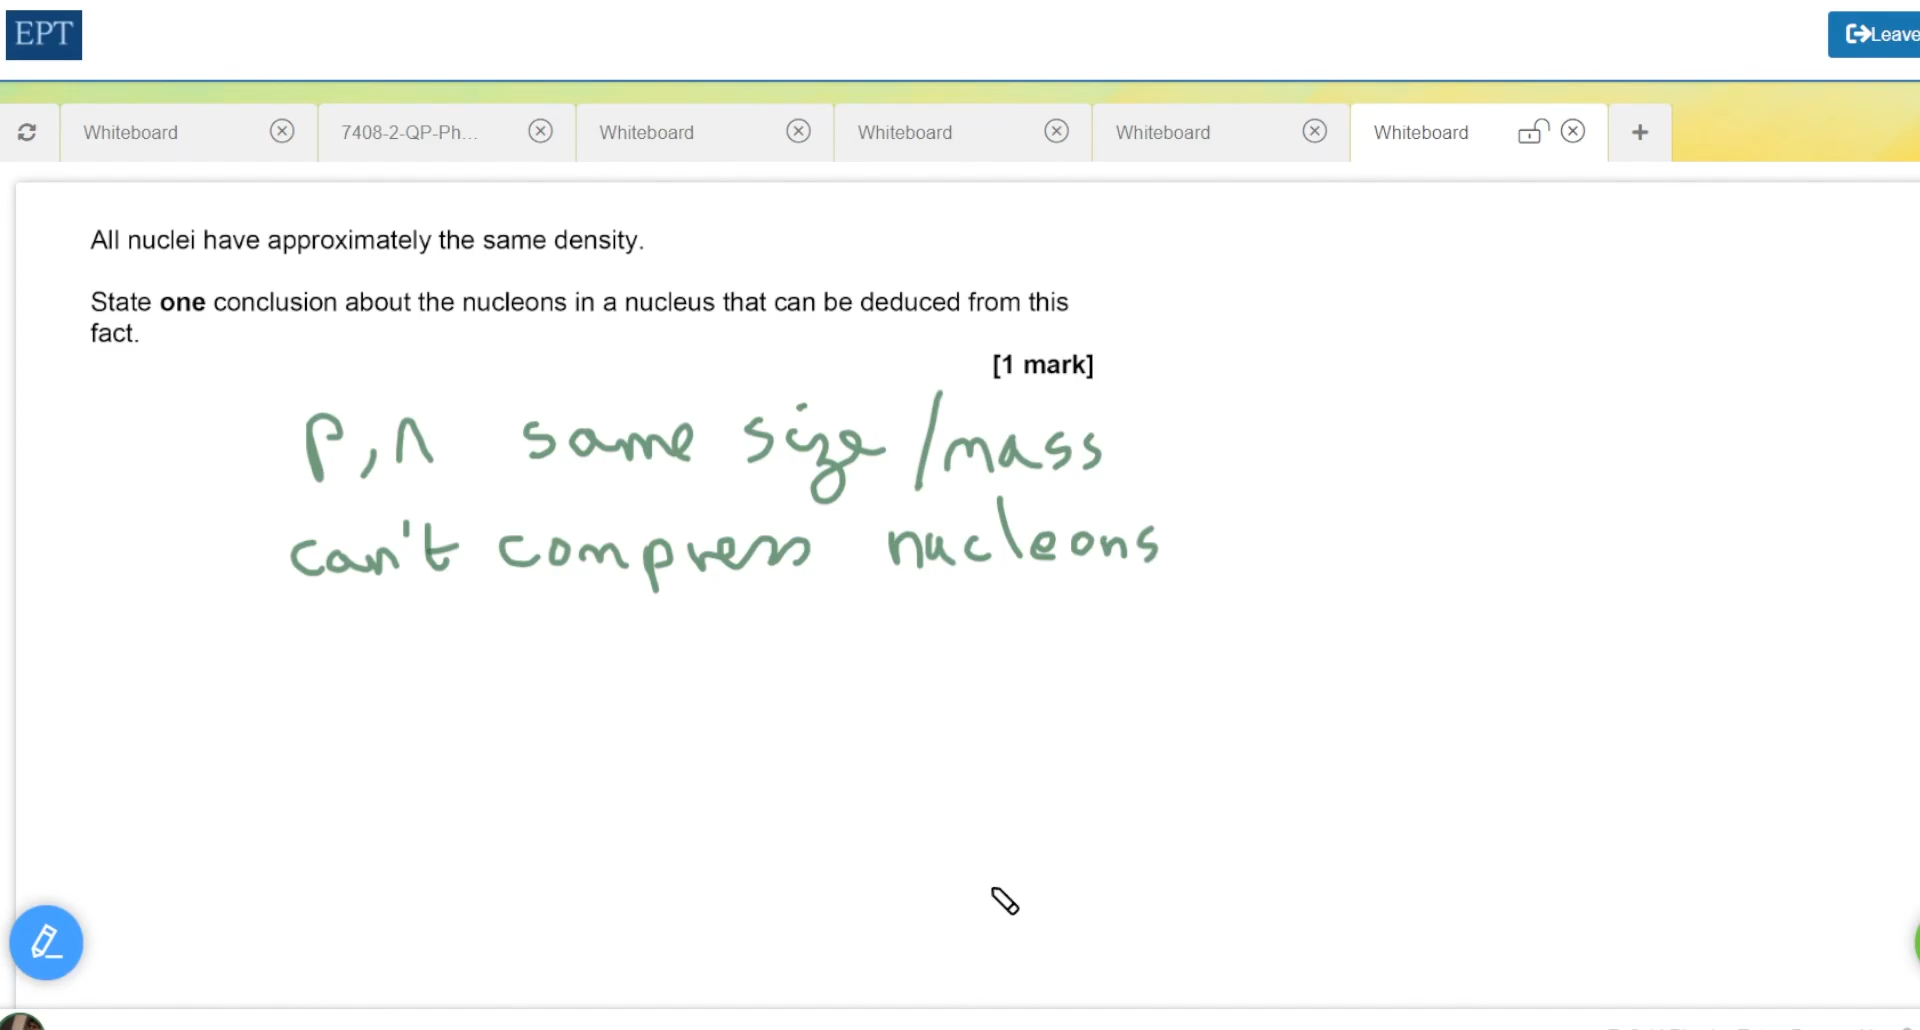 EPT
Leave
Whiteboard
7408-2-QP-Ph...
Whiteboard
Whiteboard
Whiteboard
Whiteboard
+
All nuclei have approximately the same density.
State one conclusion about the nucleons in a nucleus that can be deduced from this
fact.
[1 mark]
P, n same size/mass
can't compress nucleons